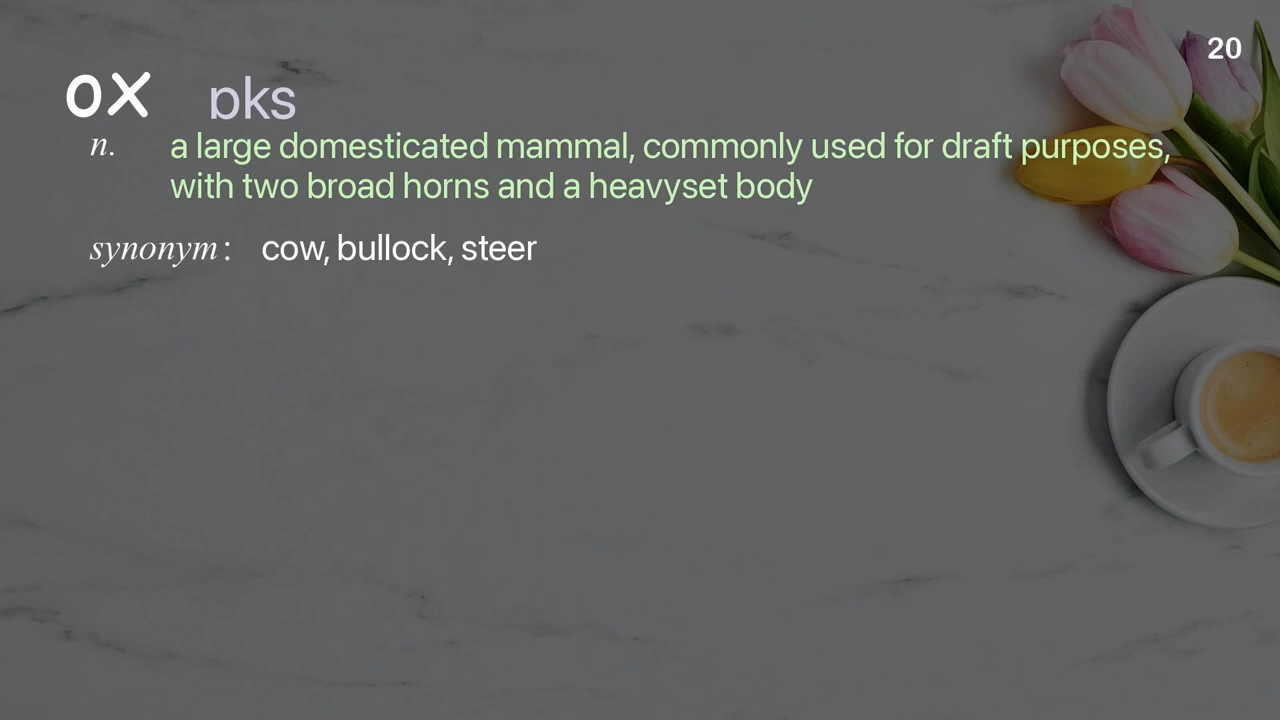 20
ox ɒks
n. a large domesticated mammal, commonly used for draft purposes,
with two broad horns and a heavyset body
synonym : cow, bullock, steer